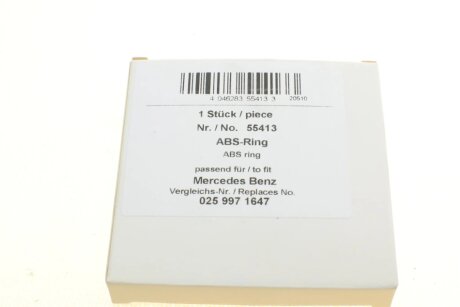 4 046283 55413 3 20510
1 Stück / piece
Nr. / No. 55413
ABS-Ring
ABS ring
passend für / to fit
Mercedes Benz
Vergleichs-Nr. / Replaces No.
025 997 1647